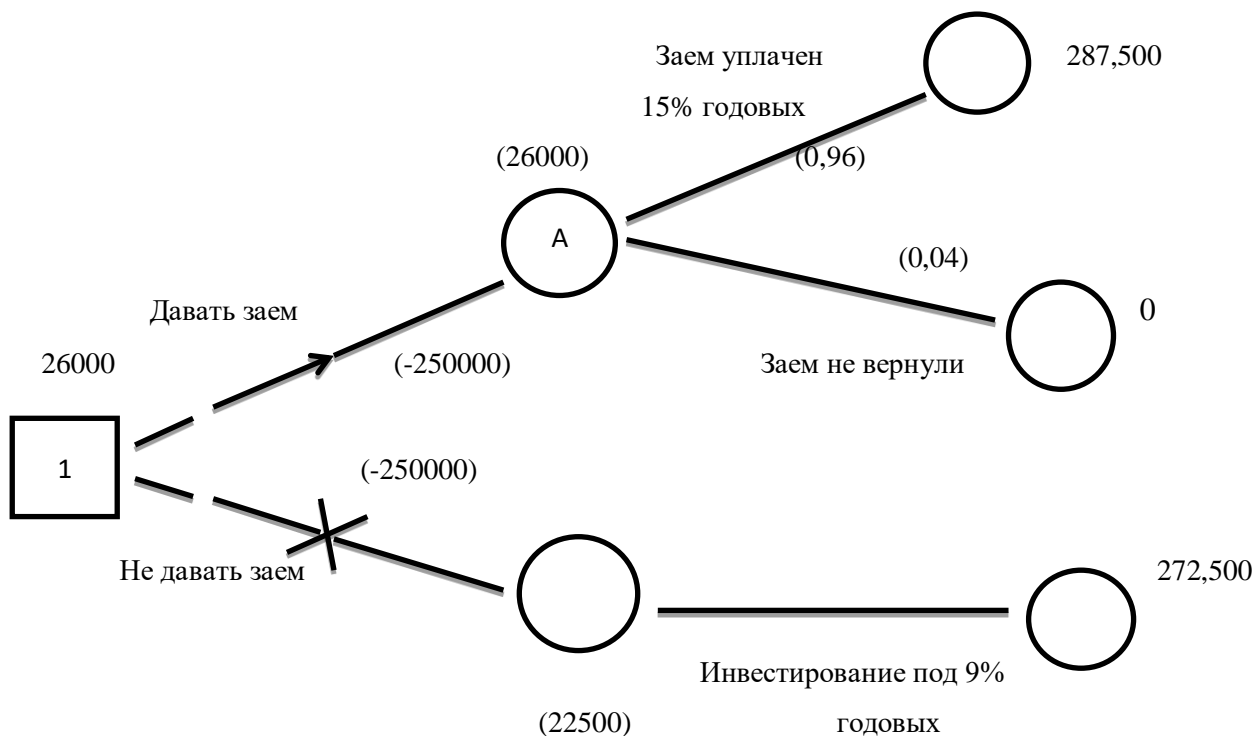 Заем уплачен
15% годовых
287,500
(26000)
(0,96)
А
(0,04)
0
Давать заем
26000
(-250000)
Заем не вернули
1
(-250000)
Не давать заем
272,500
Инвестирование под 9%
годовых
(22500)